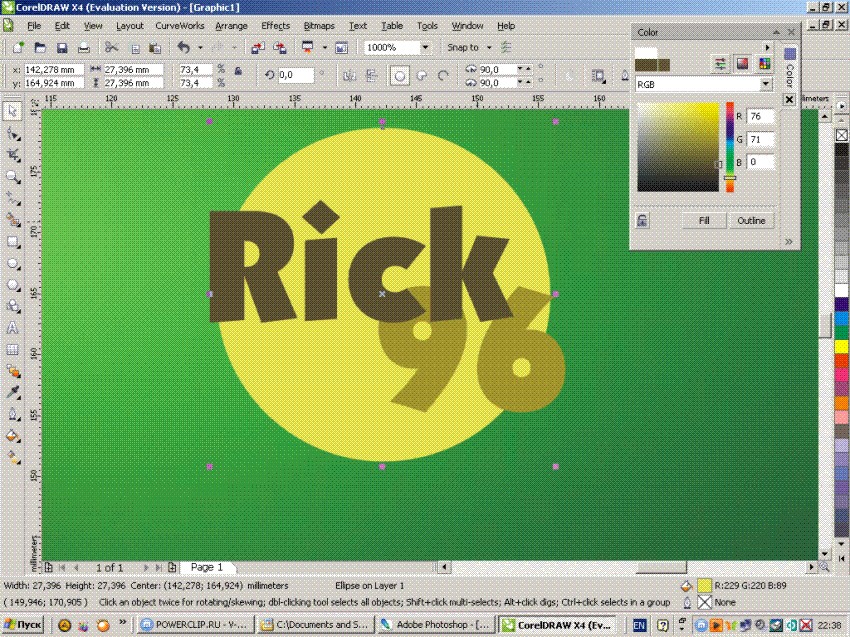 CorelDRAW X4 (Evaluation Version) - [Graphic1]
File Edit View Layout CurveWorks Arrange Effects Bitmaps Text Table Tools Window Help
1000% Snap to
x: 142,278 mm 27,396 mm 73,4 % 0,0 90,0
y: 164,924 mm 27,396 mm 73,4 % 90,0
115 120 125 130 135 140 145 150 155 160 millimeters
175
170
165
160
155
150
millimeters
Color
RGB
R 76
G 71
B 0
Fill Outline
Color
Rick
96
1 of 1 Page 1
Width: 27,396 Height: 27,396 Center: (142,278; 164,924) millimeters Ellipse on Layer 1 R:229 G:220 B:89
( 149,946; 170,905 ) Click an object twice for rotating/skewing; dbl-clicking tool selects all objects; Shift+click multi-selects; Alt+click digs; Ctrl+click selects in a group None
Пуск POWERCLIP.RU - V-... C:\Documents and S... Adobe Photoshop - [... CorelDRAW X4 (Ev... EN 22:38